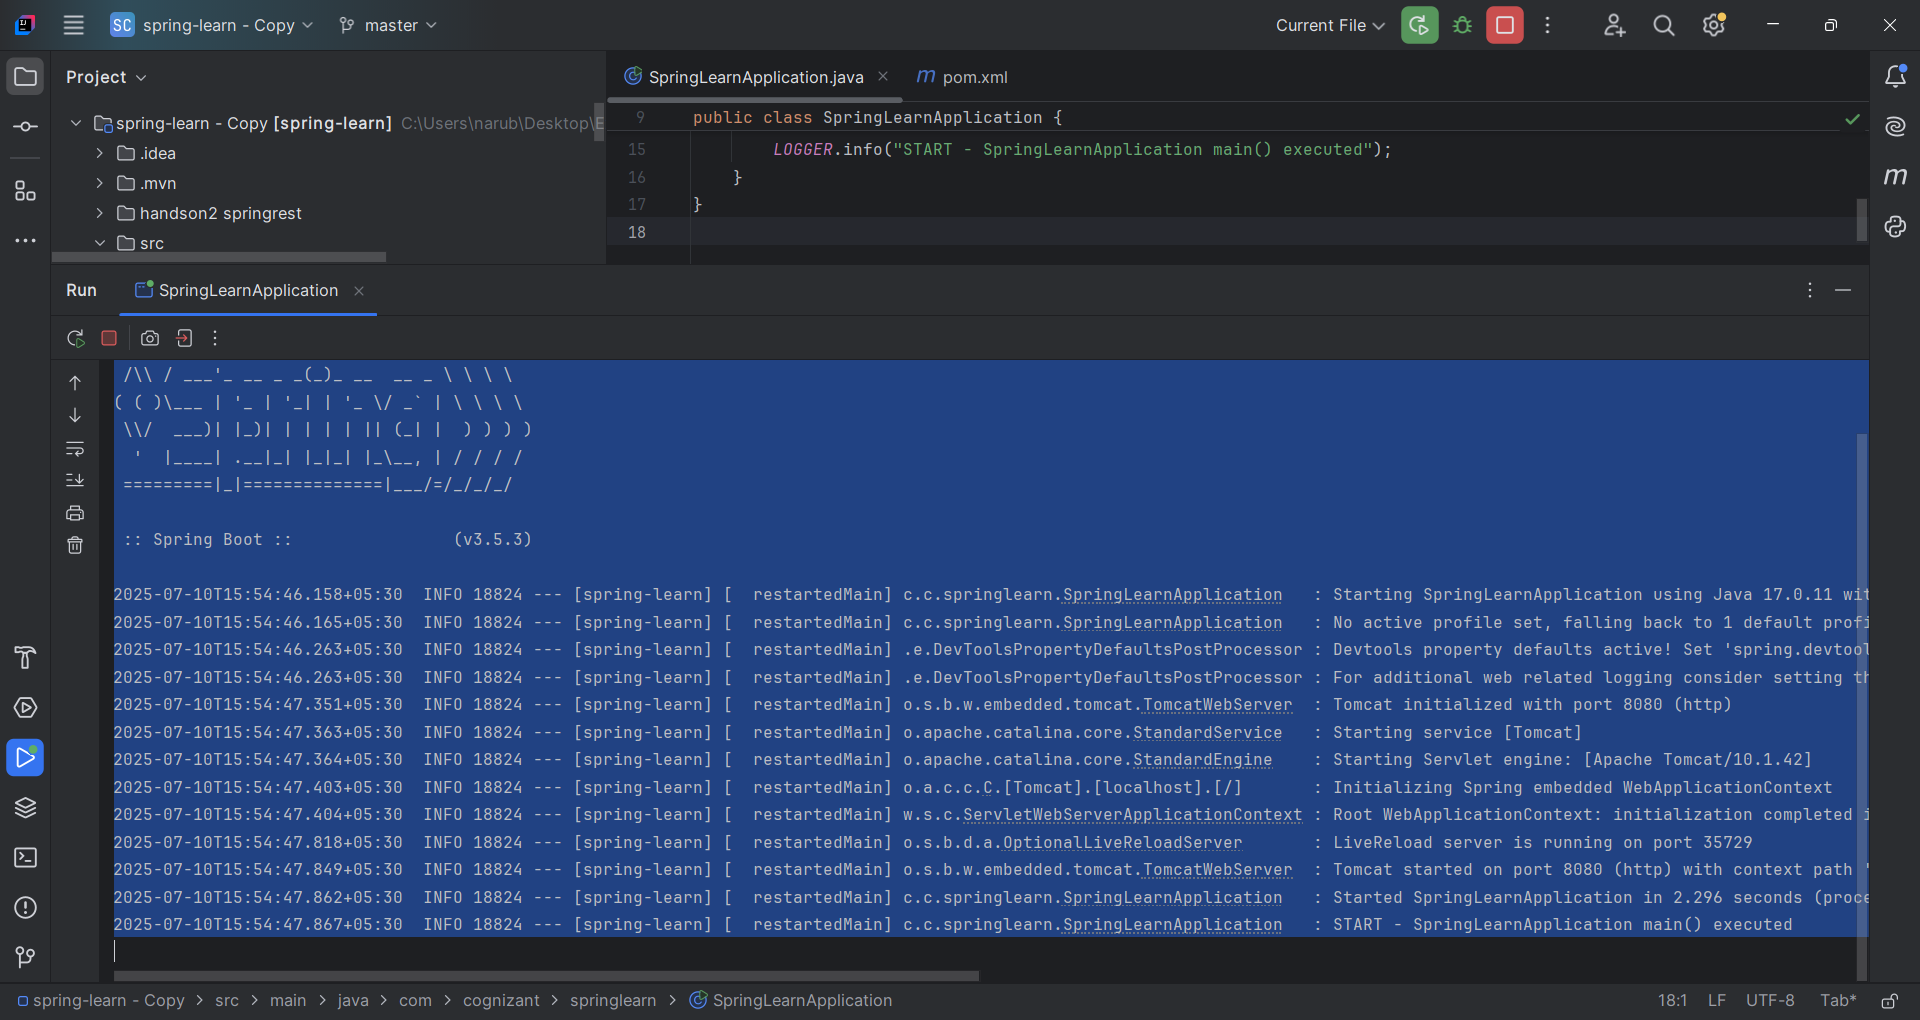 SC spring-learn - Copy master Current File
Project
SpringLearnApplication.java
m pom.xml
spring-learn - Copy [spring-learn] C:\Users\narub\Desktop\E
.idea
.mvn
handson2 springrest
src
9 public class SpringLearnApplication {
15 LOGGER.info("START - SpringLearnApplication main() executed");
16 }
17 }
18
Run SpringLearnApplication
 /\\ / ___'_ __ _ _(_)_ __  __ _ \ \ \ \
( ( )\___ | '_ | '_| | '_ \/ _` | \ \ \ \
 \\/  ___)| |_)| | | | | || (_| |  ) ) ) )
  '  |____| .__|_| |_|_| |_\__, | / / / /
 =========|_|==============|___/=/_/_/_/
 :: Spring Boot ::                (v3.5.3)
2025-07-10T15:54:46.158+05:30  INFO 18824 --- [spring-learn] [  restartedMain] c.c.springlearn.SpringLearnApplication   : Starting SpringLearnApplication using Java 17.0.11 wit
2025-07-10T15:54:46.165+05:30  INFO 18824 --- [spring-learn] [  restartedMain] c.c.springlearn.SpringLearnApplication   : No active profile set, falling back to 1 default profi
2025-07-10T15:54:46.263+05:30  INFO 18824 --- [spring-learn] [  restartedMain] .e.DevToolsPropertyDefaultsPostProcessor : Devtools property defaults active! Set 'spring.devtool
2025-07-10T15:54:46.263+05:30  INFO 18824 --- [spring-learn] [  restartedMain] .e.DevToolsPropertyDefaultsPostProcessor : For additional web related logging consider setting th
2025-07-10T15:54:47.351+05:30  INFO 18824 --- [spring-learn] [  restartedMain] o.s.b.w.embedded.tomcat.TomcatWebServer  : Tomcat initialized with port 8080 (http)
2025-07-10T15:54:47.363+05:30  INFO 18824 --- [spring-learn] [  restartedMain] o.apache.catalina.core.StandardService   : Starting service [Tomcat]
2025-07-10T15:54:47.364+05:30  INFO 18824 --- [spring-learn] [  restartedMain] o.apache.catalina.core.StandardEngine    : Starting Servlet engine: [Apache Tomcat/10.1.42]
2025-07-10T15:54:47.403+05:30  INFO 18824 --- [spring-learn] [  restartedMain] o.a.c.c.C.[Tomcat].[localhost].[/]       : Initializing Spring embedded WebApplicationContext
2025-07-10T15:54:47.404+05:30  INFO 18824 --- [spring-learn] [  restartedMain] w.s.c.ServletWebServerApplicationContext : Root WebApplicationContext: initialization completed i
2025-07-10T15:54:47.818+05:30  INFO 18824 --- [spring-learn] [  restartedMain] o.s.b.d.a.OptionalLiveReloadServer       : LiveReload server is running on port 35729
2025-07-10T15:54:47.849+05:30  INFO 18824 --- [spring-learn] [  restartedMain] o.s.b.w.embedded.tomcat.TomcatWebServer  : Tomcat started on port 8080 (http) with context path '
2025-07-10T15:54:47.862+05:30  INFO 18824 --- [spring-learn] [  restartedMain] c.c.springlearn.SpringLearnApplication   : Started SpringLearnApplication in 2.296 seconds (proce
2025-07-10T15:54:47.867+05:30  INFO 18824 --- [spring-learn] [  restartedMain] c.c.springlearn.SpringLearnApplication   : START - SpringLearnApplication main() executed
spring-learn - Copy > src > main > java > com > cognizant > springlearn > SpringLearnApplication 18:1 LF UTF-8 Tab*